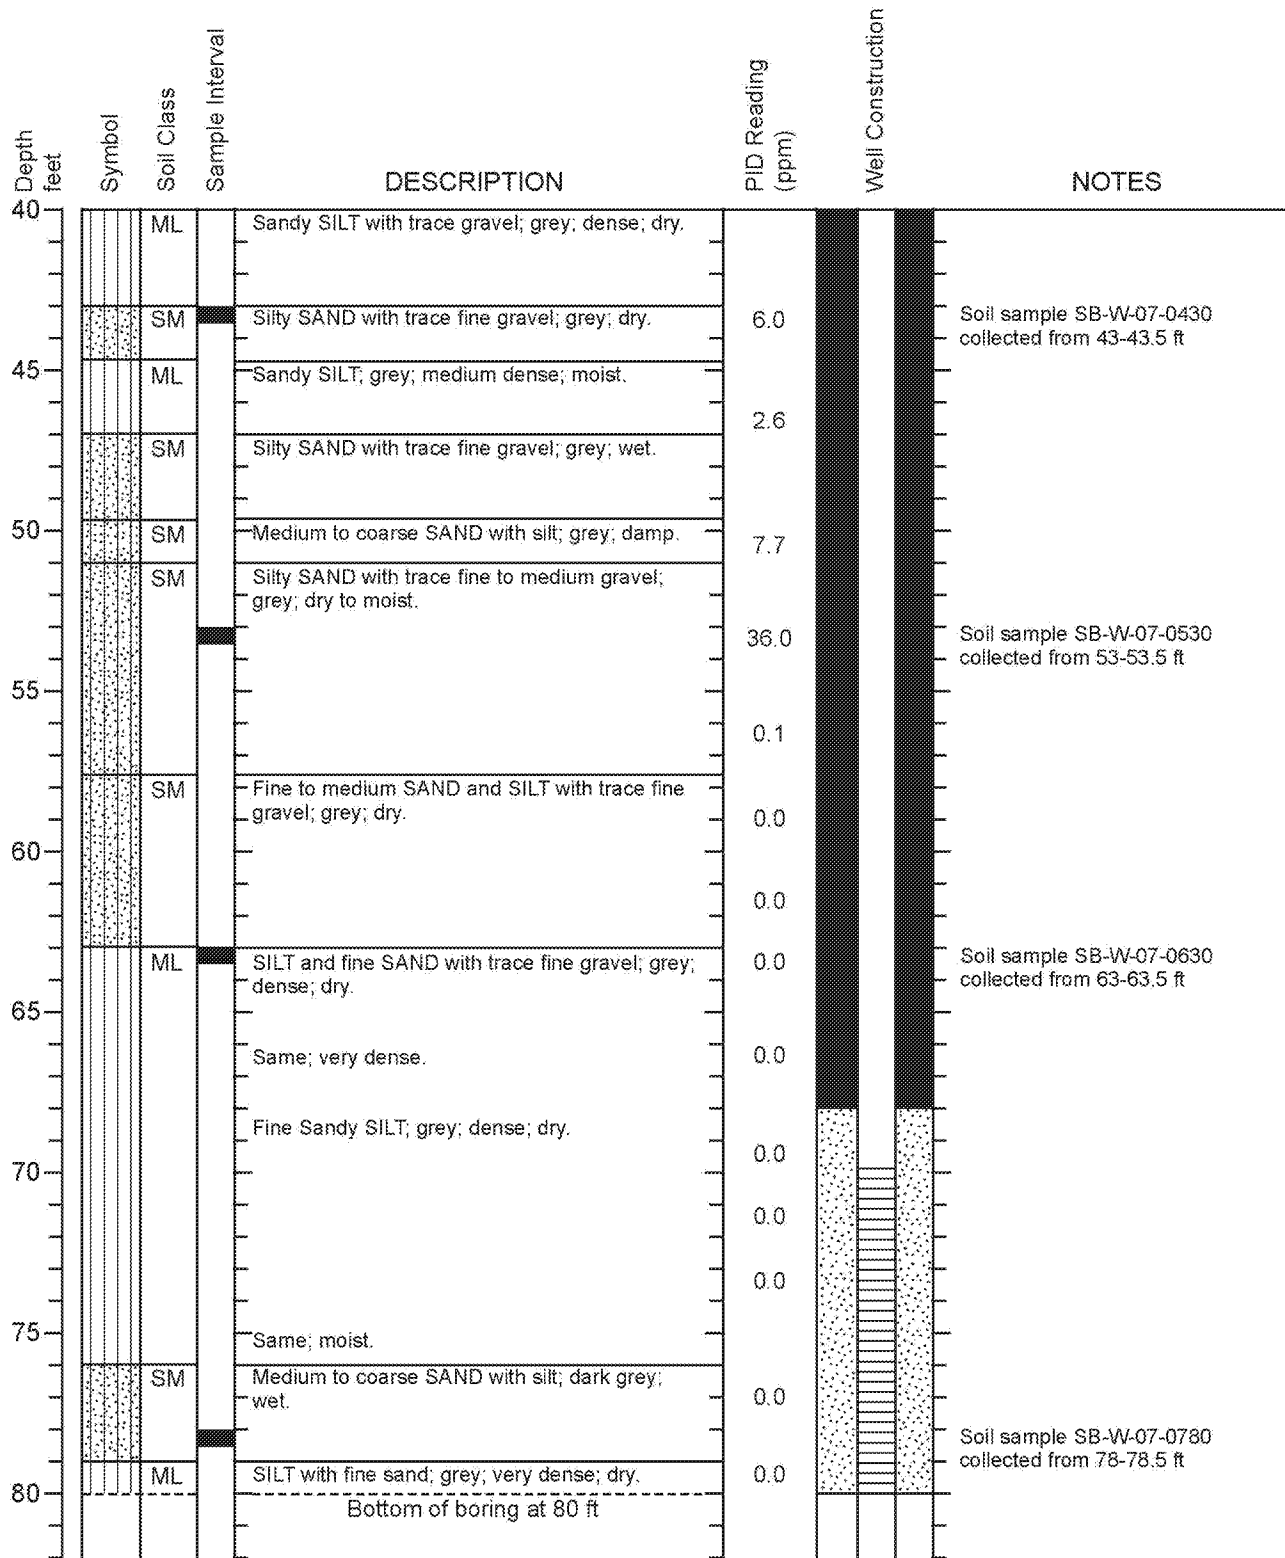 Depth
feet
Symbol
Soil Class
Sample Interval
DESCRIPTION
PID Reading
(ppm)
Well Construction
NOTES
40
ML
Sandy SILT with trace gravel; grey; dense; dry.
SM
Silty SAND with trace fine gravel; grey; dry.
6.0
Soil sample SB-W-07-0430
collected from 43-43.5 ft
45
ML
Sandy SILT; grey; medium dense; moist.
2.6
SM
Silty SAND with trace fine gravel; grey; wet.
50
SM
Medium to coarse SAND with silt; grey; damp.
7.7
SM
Silty SAND with trace fine to medium gravel;
grey; dry to moist.
36.0
Soil sample SB-W-07-0530
collected from 53-53.5 ft
55
0.1
SM
Fine to medium SAND and SILT with trace fine
gravel; grey; dry.
0.0
60
0.0
ML
SILT and fine SAND with trace fine gravel; grey;
dense; dry.
0.0
Soil sample SB-W-07-0630
collected from 63-63.5 ft
65
Same; very dense.
0.0
Fine Sandy SILT; grey; dense; dry.
0.0
70
0.0
0.0
75
Same; moist.
SM
Medium to coarse SAND with silt; dark grey;
wet.
0.0
Soil sample SB-W-07-0780
collected from 78-78.5 ft
ML
SILT with fine sand; grey; very dense; dry.
0.0
80
Bottom of boring at 80 ft